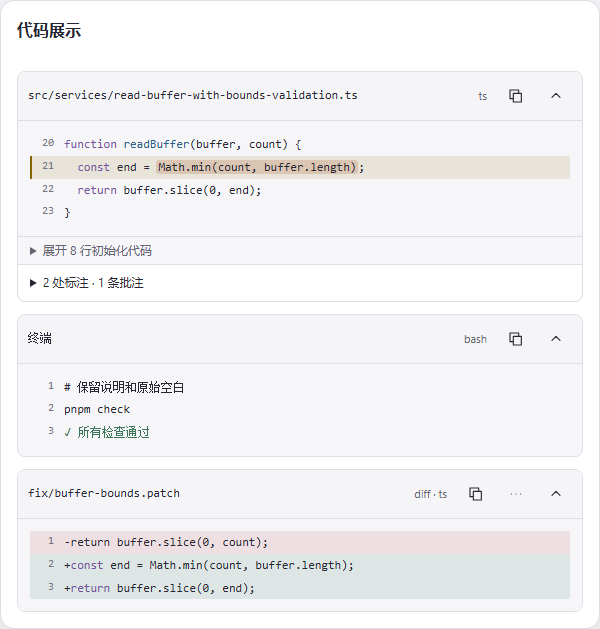 代码展示
src/services/read-buffer-with-bounds-validation.ts ts
20 function readBuffer(buffer, count) {
21 const end = Math.min(count, buffer.length);
22 return buffer.slice(0, end);
23 }
展开 8 行初始化代码
2 处标注 · 1 条批注
终端 bash
1 # 保留说明和原始空白
2 pnpm check
3 ✓ 所有检查通过
fix/buffer-bounds.patch diff · ts ···
1 -return buffer.slice(0, count);
2 +const end = Math.min(count, buffer.length);
3 +return buffer.slice(0, end);